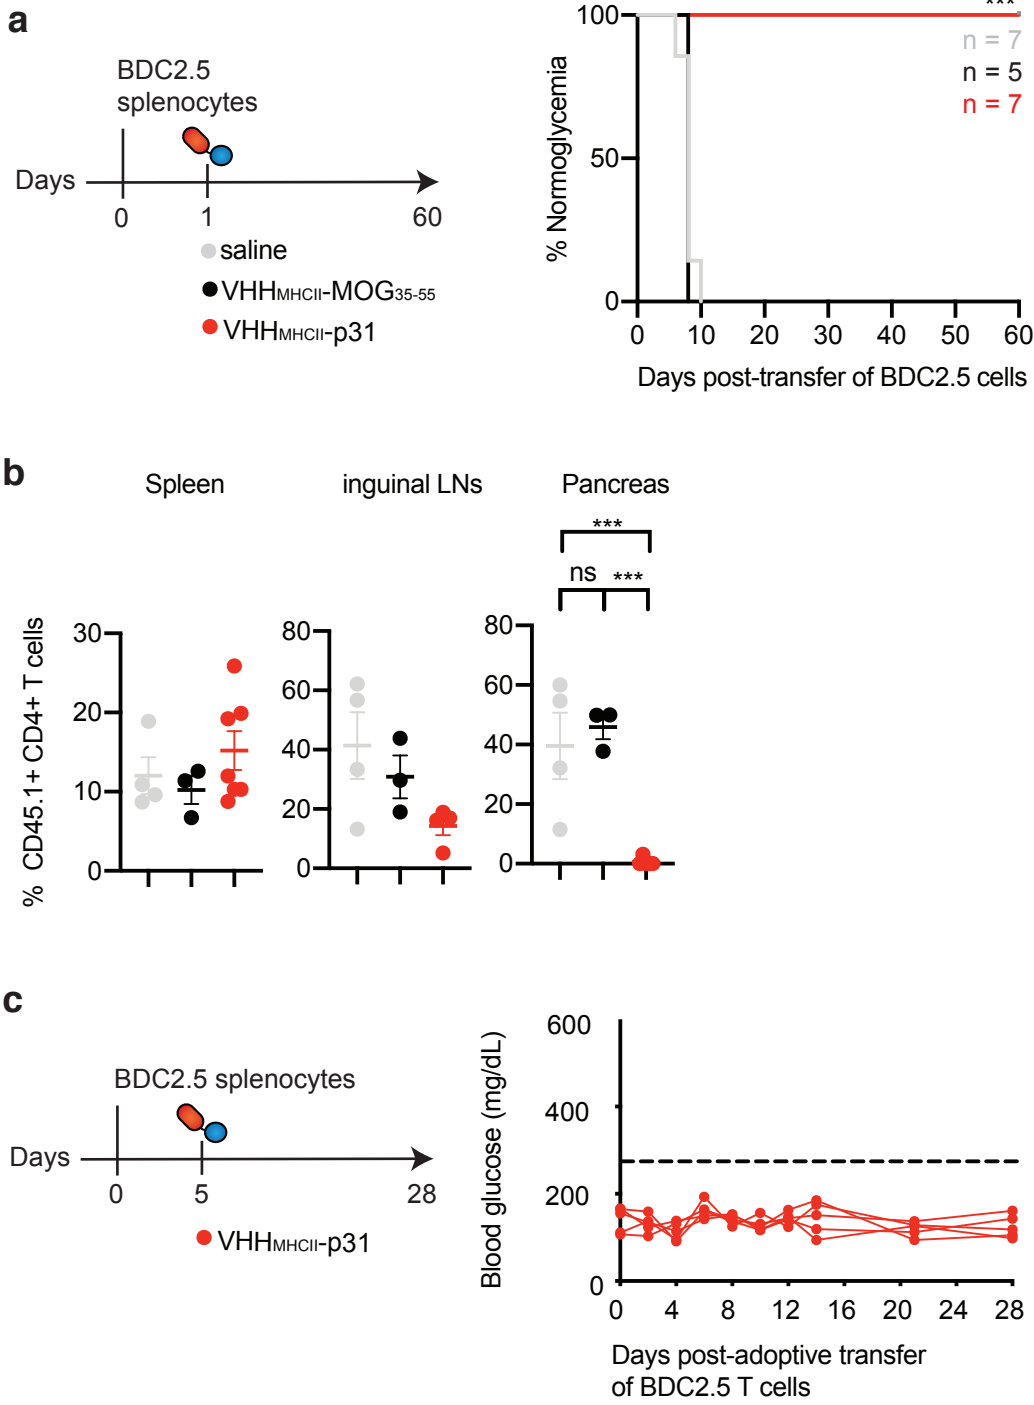 a
BDC2.5
splenocytes
Days
0
1
60
saline
VHHMHCII-MOG35-55
VHHMHCII-p31
% Normoglycemia
100
50
0
***
n = 7
n = 5
n = 7
0 10 20 30 40 50 60
Days post-transfer of BDC2.5 cells
b
Spleen
inguinal LNs
Pancreas
***
ns
***
% CD45.1+ CD4+ T cells
30
20
10
0
80
60
40
20
0
80
60
40
20
0
c
BDC2.5 splenocytes
Days
0
5
28
VHHMHCII-p31
Blood glucose (mg/dL)
600
400
200
0
0 4 8 12 16 20 24 28
Days post-adoptive transfer
of BDC2.5 T cells